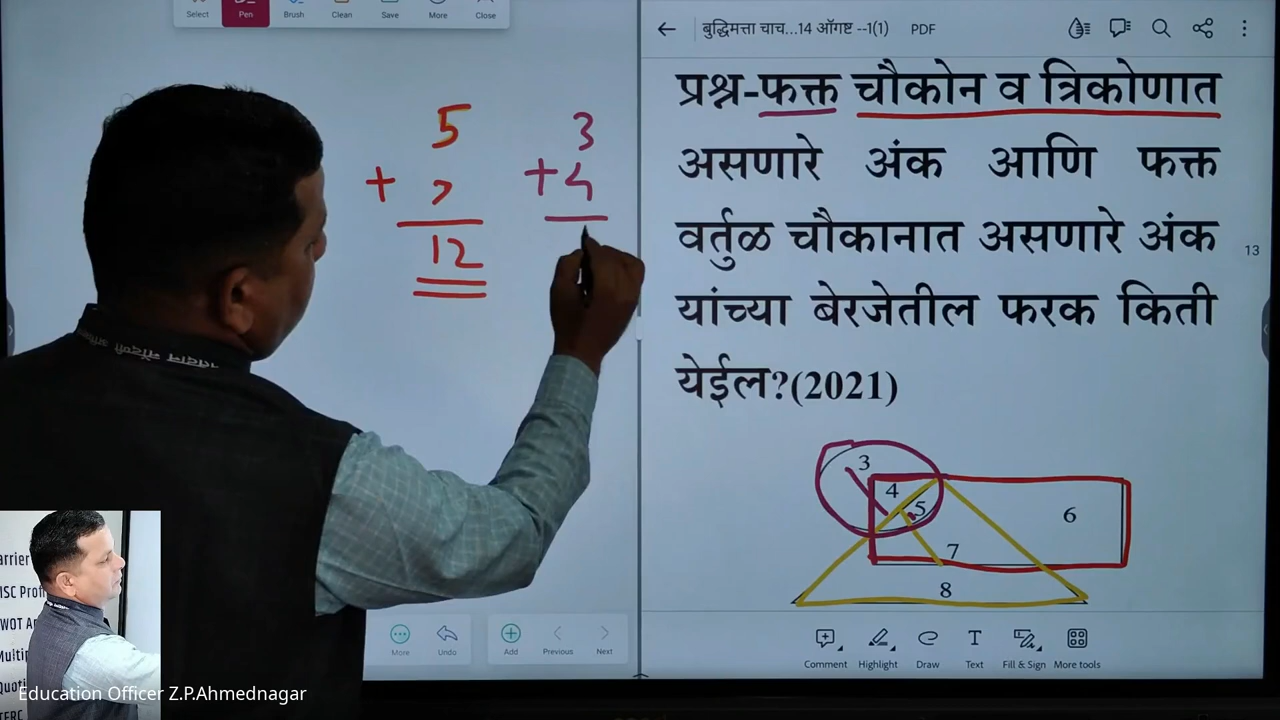 Select Pen Brush Clean Save More Close
बुद्धिमत्ता चाच...14 ऑगष्ट --1(1) PDF
5
+ 7
12
3
+ 4
प्रश्न-फक्त चौकोन व त्रिकोणात
असणारे अंक आणि फक्त
वर्तुळ चौकानात असणारे अंक
यांच्या बेरजेतील फरक किती
येईल?(2021)
13
3
4
5
6
7
8
More Undo Add Previous Next
Comment Highlight Draw Text Fill & Sign More tools
Education Officer Z.P.Ahmednagar